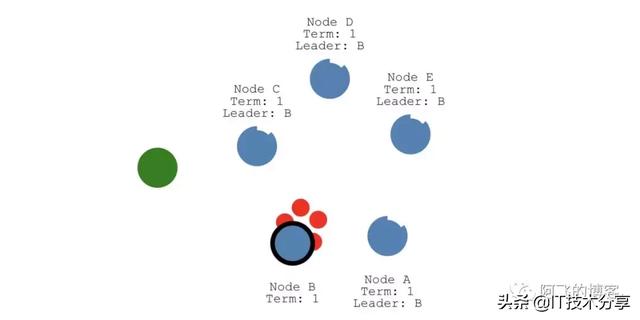 Node D
Term: 1
Leader: B
Node C
Term: 1
Leader: B
Node E
Term: 1
Leader: B
Node B
Term: 1
Node A
Term: 1
Leader: B
阿飞的博客
头条 @IT技术分享